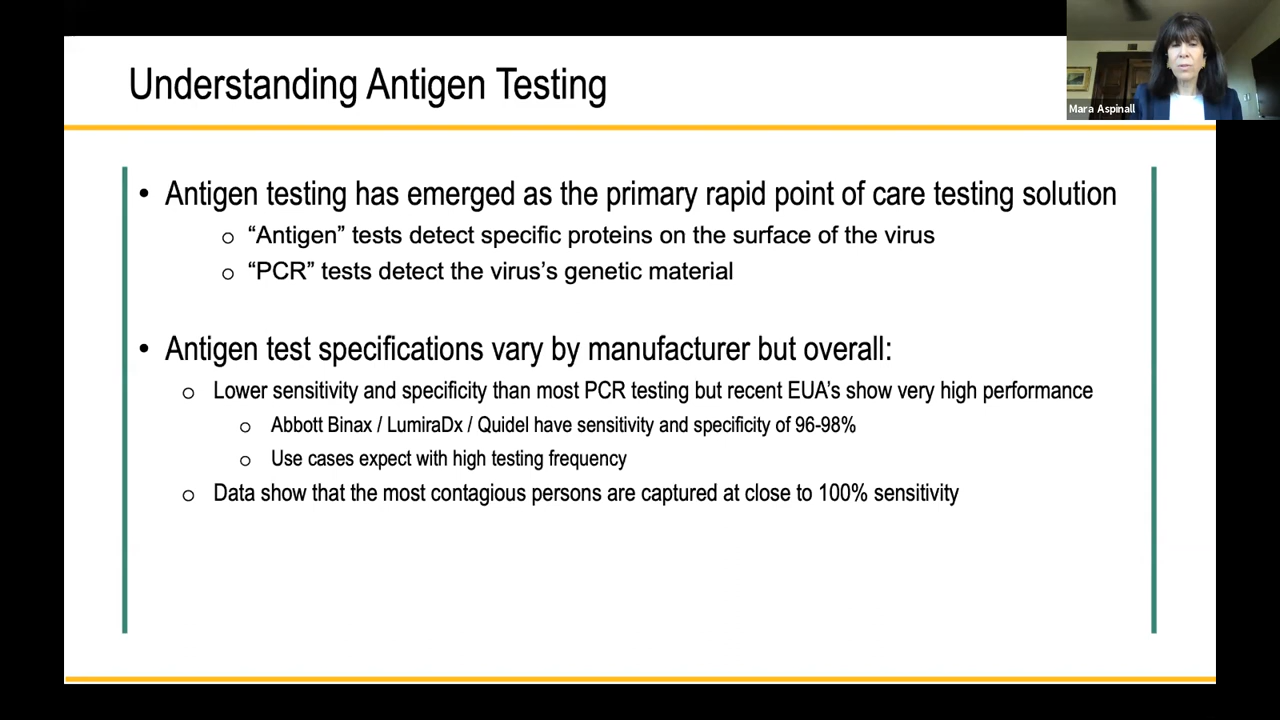 Understanding Antigen Testing
Mara Aspinall
• Antigen testing has emerged as the primary rapid point of care testing solution
o “Antigen” tests detect specific proteins on the surface of the virus
o “PCR” tests detect the virus’s genetic material
• Antigen test specifications vary by manufacturer but overall:
o Lower sensitivity and specificity than most PCR testing but recent EUA’s show very high performance
o Abbott Binax / LumiraDx / Quidel have sensitivity and specificity of 96-98%
o Use cases expect with high testing frequency
o Data show that the most contagious persons are captured at close to 100% sensitivity